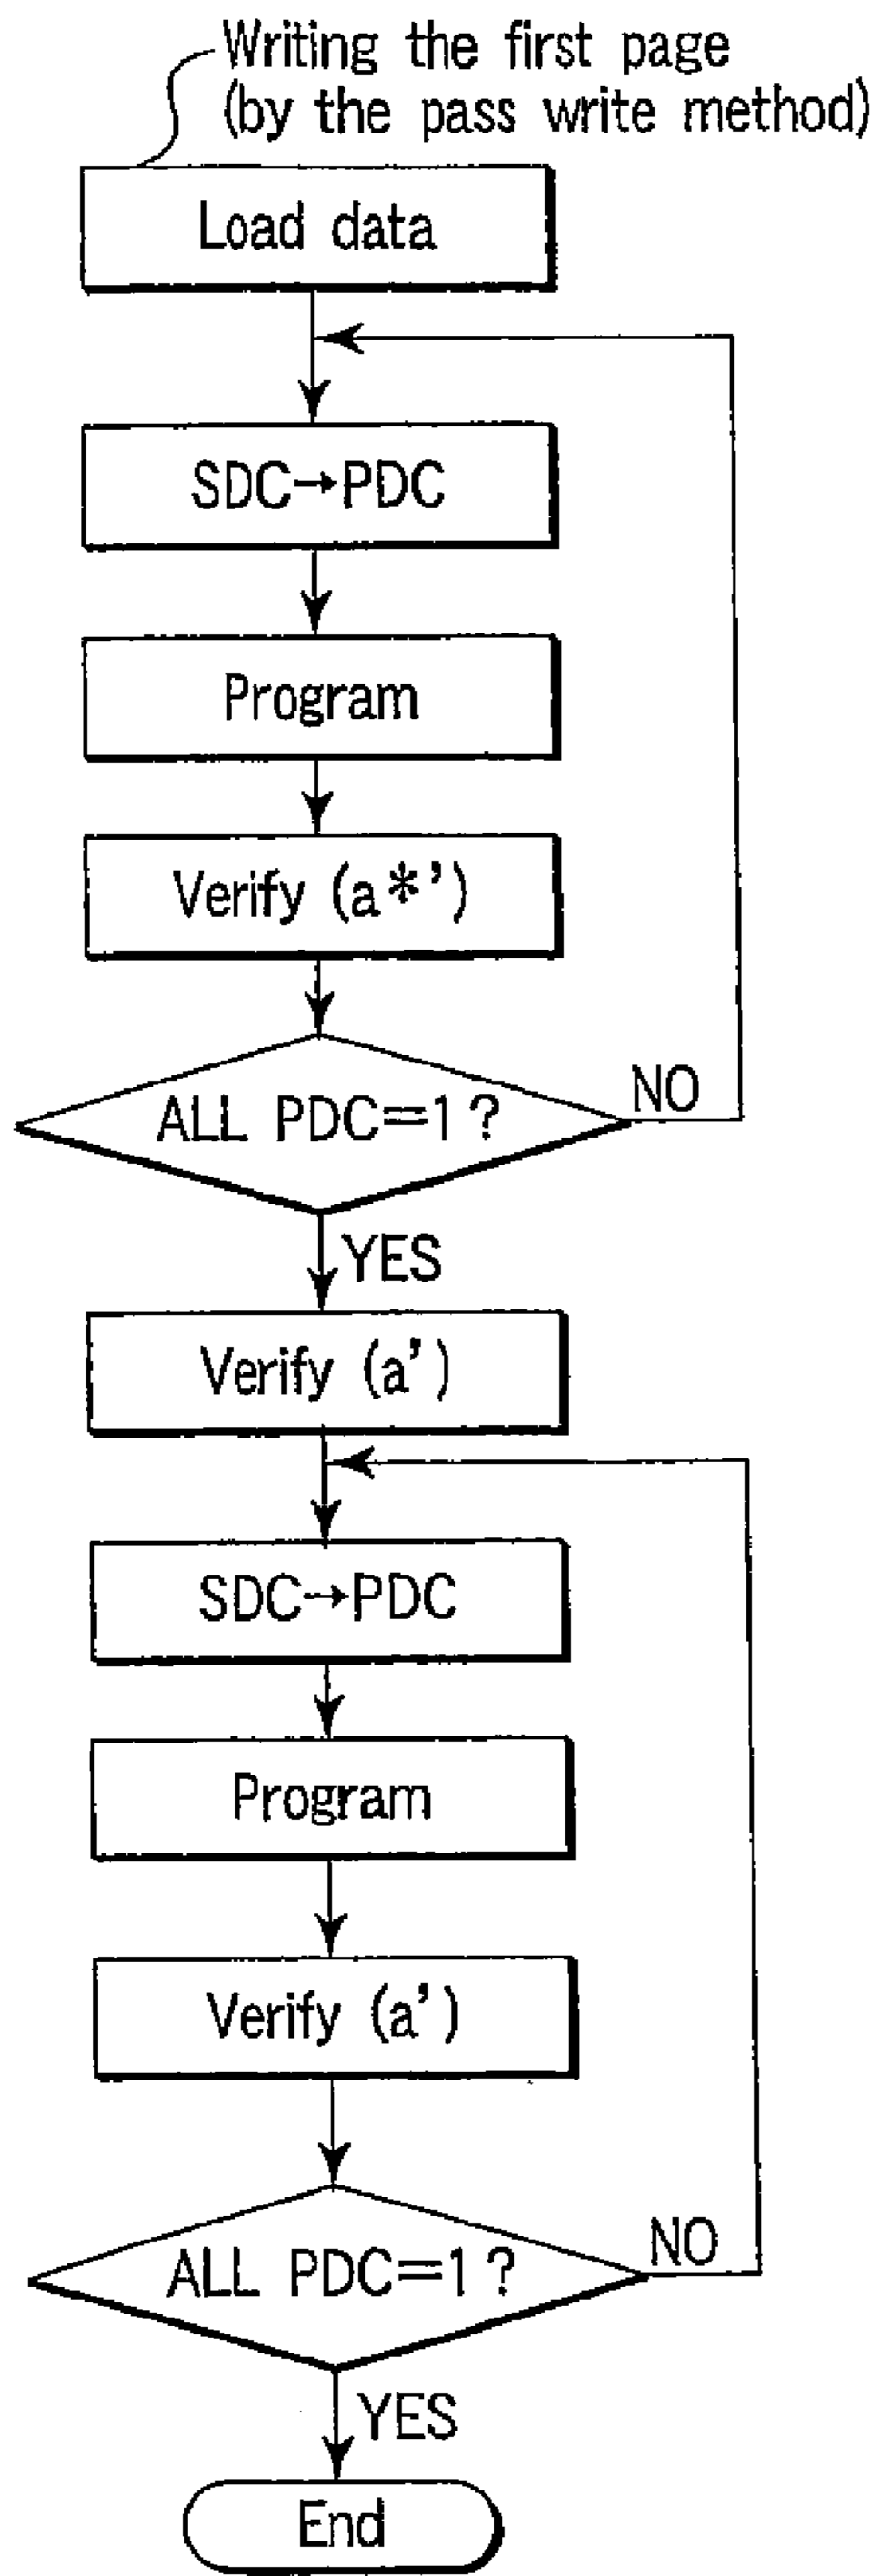 Writing the first page
(by the pass write method)
Load data
SDC→PDC
Program
Verify (a*')
ALL PDC=1?
NO
YES
Verify (a')
SDC→PDC
Program
Verify (a')
ALL PDC=1?
NO
YES
End